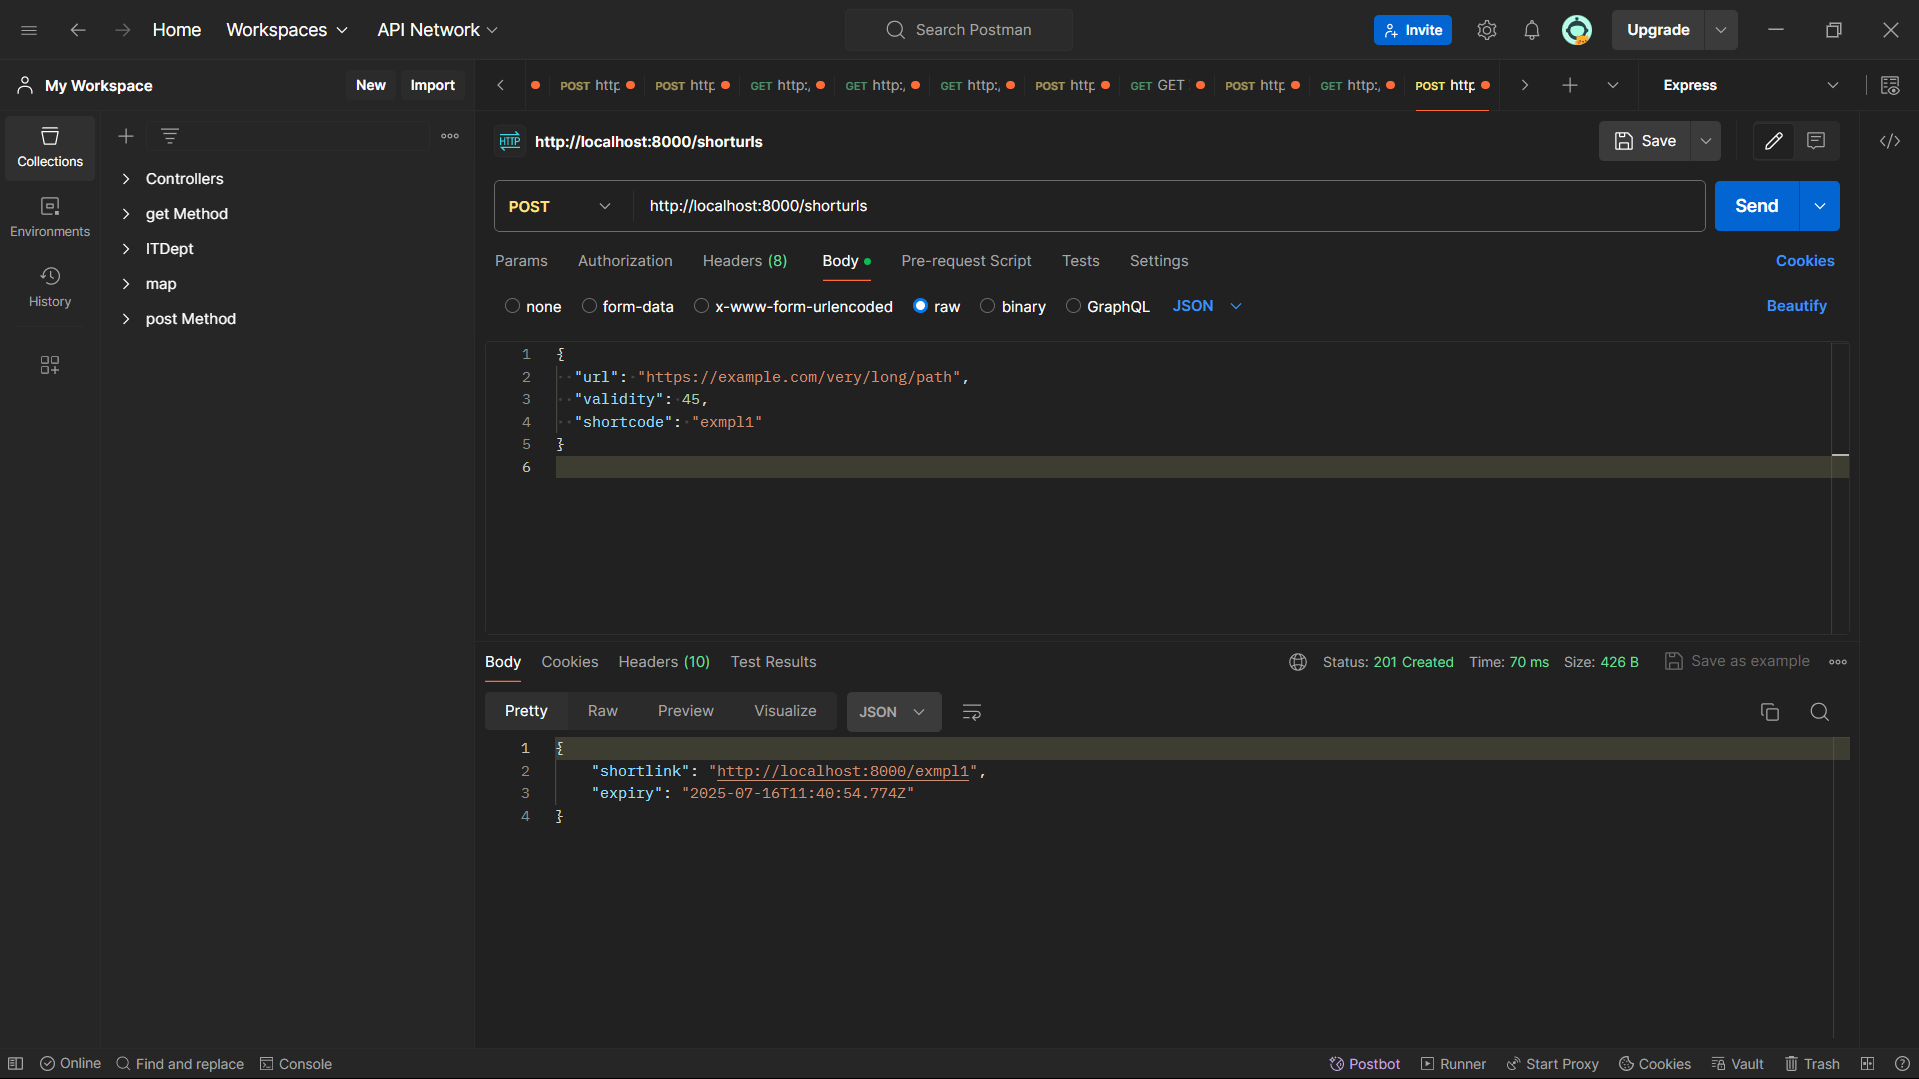 Home Workspaces API Network Search Postman Invite Upgrade
My Workspace New Import POST http POST http GET http:/ GET http:/ GET http:/ POST http GET GET POST http GET http:/ POST http Express
Collections
Environments
History
Controllers
get Method
ITDept
map
post Method
HTTP http://localhost:8000/shorturls Save
POST http://localhost:8000/shorturls Send
Params Authorization Headers (8) Body Pre-request Script Tests Settings Cookies
none form-data x-www-form-urlencoded raw binary GraphQL JSON Beautify
1 {
2 "url": "https://example.com/very/long/path",
3 "validity": 45,
4 "shortcode": "exmpl1"
5 }
6
Body Cookies Headers (10) Test Results Status: 201 Created Time: 70 ms Size: 426 B Save as example
Pretty Raw Preview Visualize JSON
1 {
2 "shortlink": "http://localhost:8000/exmpl1",
3 "expiry": "2025-07-16T11:40:54.774Z"
4 }
Online Find and replace Console Postbot Runner Start Proxy Cookies Vault Trash